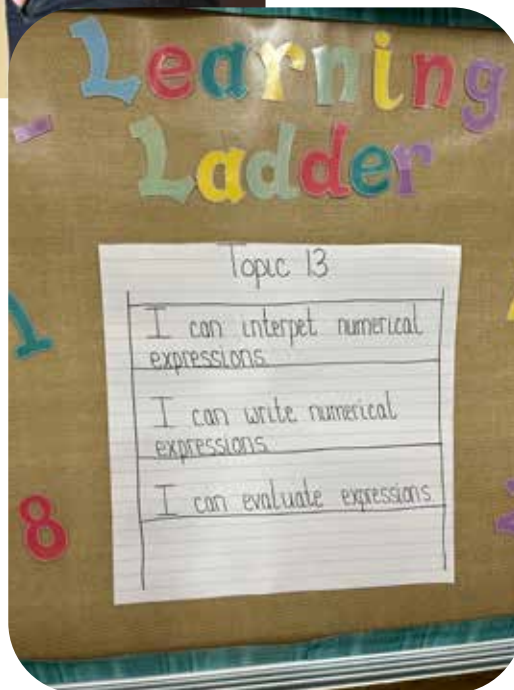 Learning
Ladder
Topic 13
I can interpet numerical
expressions.
I can write numerical
expressions.
I can evaluate expressions
8